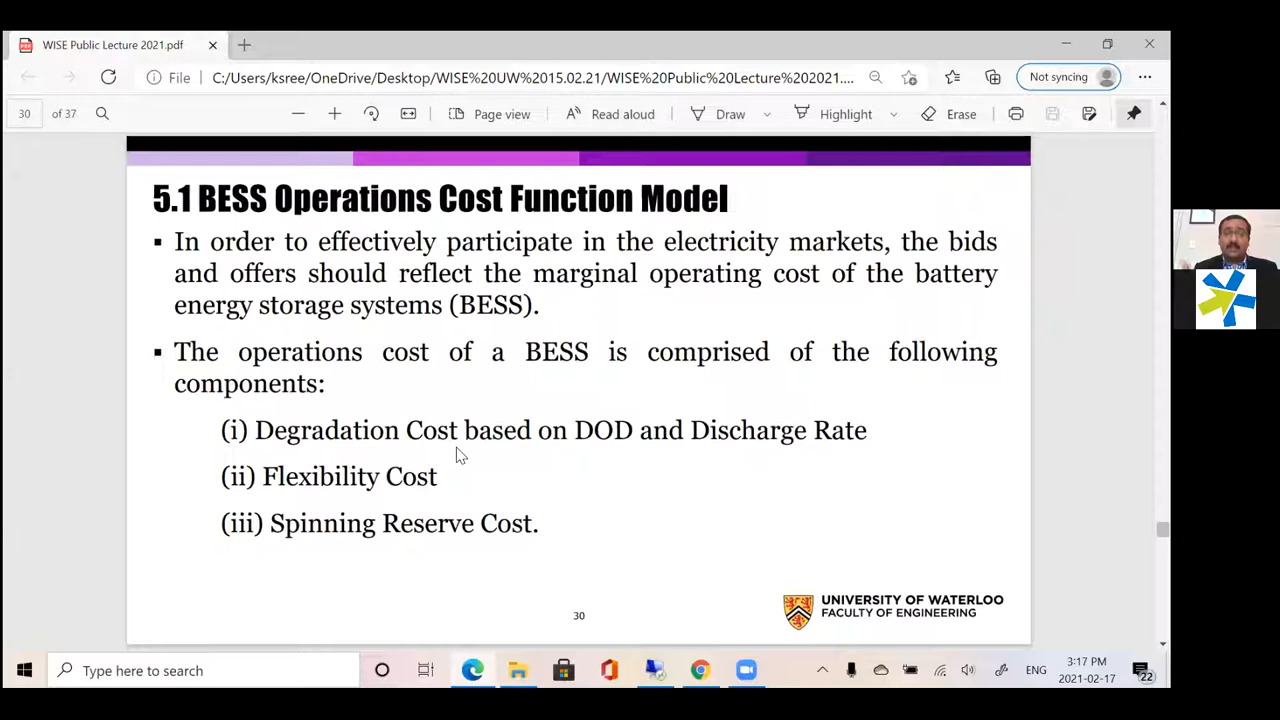 WISE Public Lecture 2021.pdf
File C:/Users/ksree/OneDrive/Desktop/WISE%20UW%2015.02.21/WISE%20Public%20Lecture%202021....
Not syncing
30 of 37
Page view
Read aloud
Draw
Highlight
Erase
5.1 BESS Operations Cost Function Model
▪ In order to effectively participate in the electricity markets, the bids
and offers should reflect the marginal operating cost of the battery
energy storage systems (BESS).
▪ The operations cost of a BESS is comprised of the following
components:
(i) Degradation Cost based on DOD and Discharge Rate
(ii) Flexibility Cost
(iii) Spinning Reserve Cost.
30
UNIVERSITY OF WATERLOO
FACULTY OF ENGINEERING
Type here to search
ENG
3:17 PM
2021-02-17
22